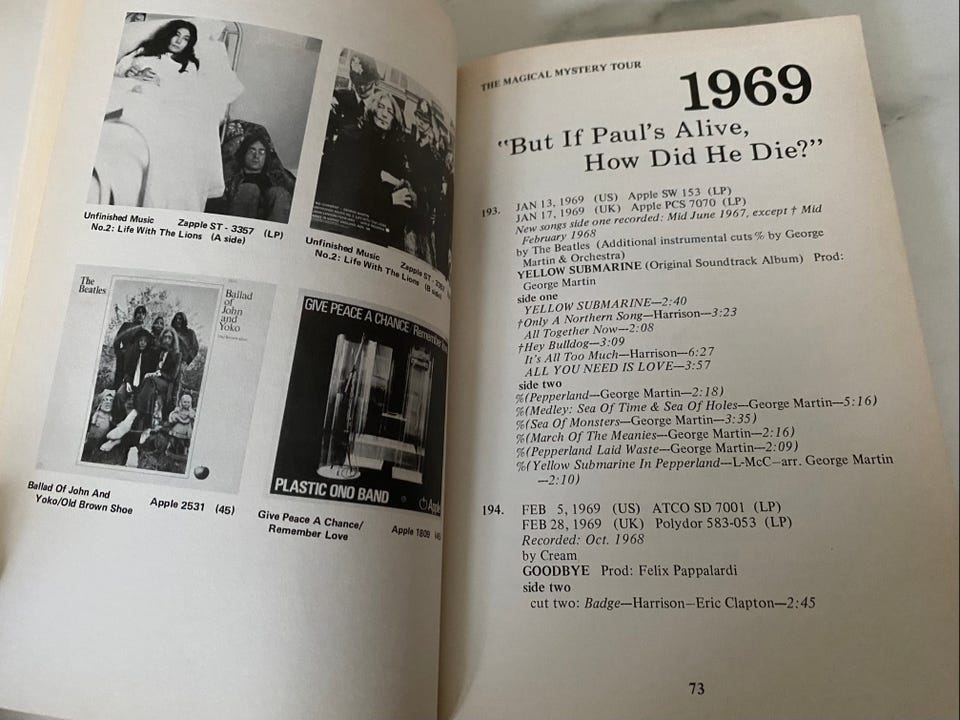 Unfinished Music Zapple ST - 3357 (LP)
No.2: Life With The Lions (A side)
Unfinished Music Zapple ST - 3357
No.2: Life With The Lions (B side)
The
Beatles
Ballad
of
John
and
Yoko
Ballad Of John And
Yoko/Old Brown Shoe Apple 2531 (45)
GIVE PEACE A CHANCE/Remember
PLASTIC ONO BAND
Apple
Give Peace A Chance/
Remember Love Apple 1809 (45
THE MAGICAL MYSTERY TOUR
1969
"But If Paul's Alive,
How Did He Die?"
193. JAN 13, 1969 (US) Apple SW 153 (LP)
JAN 17, 1969 (UK) Apple PCS 7070 (LP)
New songs side one recorded: Mid June 1967, except † Mid
February 1968
by The Beatles (Additional instrumental cuts % by George
Martin & Orchestra)
YELLOW SUBMARINE (Original Soundtrack Album) Prod:
George Martin
side one
YELLOW SUBMARINE—2:40
†Only A Northern Song—Harrison—3:23
All Together Now—2:08
†Hey Bulldog—3:09
It's All Too Much—Harrison—6:27
ALL YOU NEED IS LOVE—3:57
side two
%(Pepperland—George Martin—2:18)
%(Medley: Sea Of Time & Sea Of Holes—George Martin—5:16)
%(Sea Of Monsters—George Martin—3:35)
%(March Of The Meanies—George Martin—2:16)
%(Pepperland Laid Waste—George Martin—2:09)
%(Yellow Submarine In Pepperland—L-McC—arr. George Martin
—2:10)
194. FEB 5, 1969 (US) ATCO SD 7001 (LP)
FEB 28, 1969 (UK) Polydor 583-053 (LP)
Recorded: Oct. 1968
by Cream
GOODBYE Prod: Felix Pappalardi
side two
cut two: Badge—Harrison—Eric Clapton—2:45
73